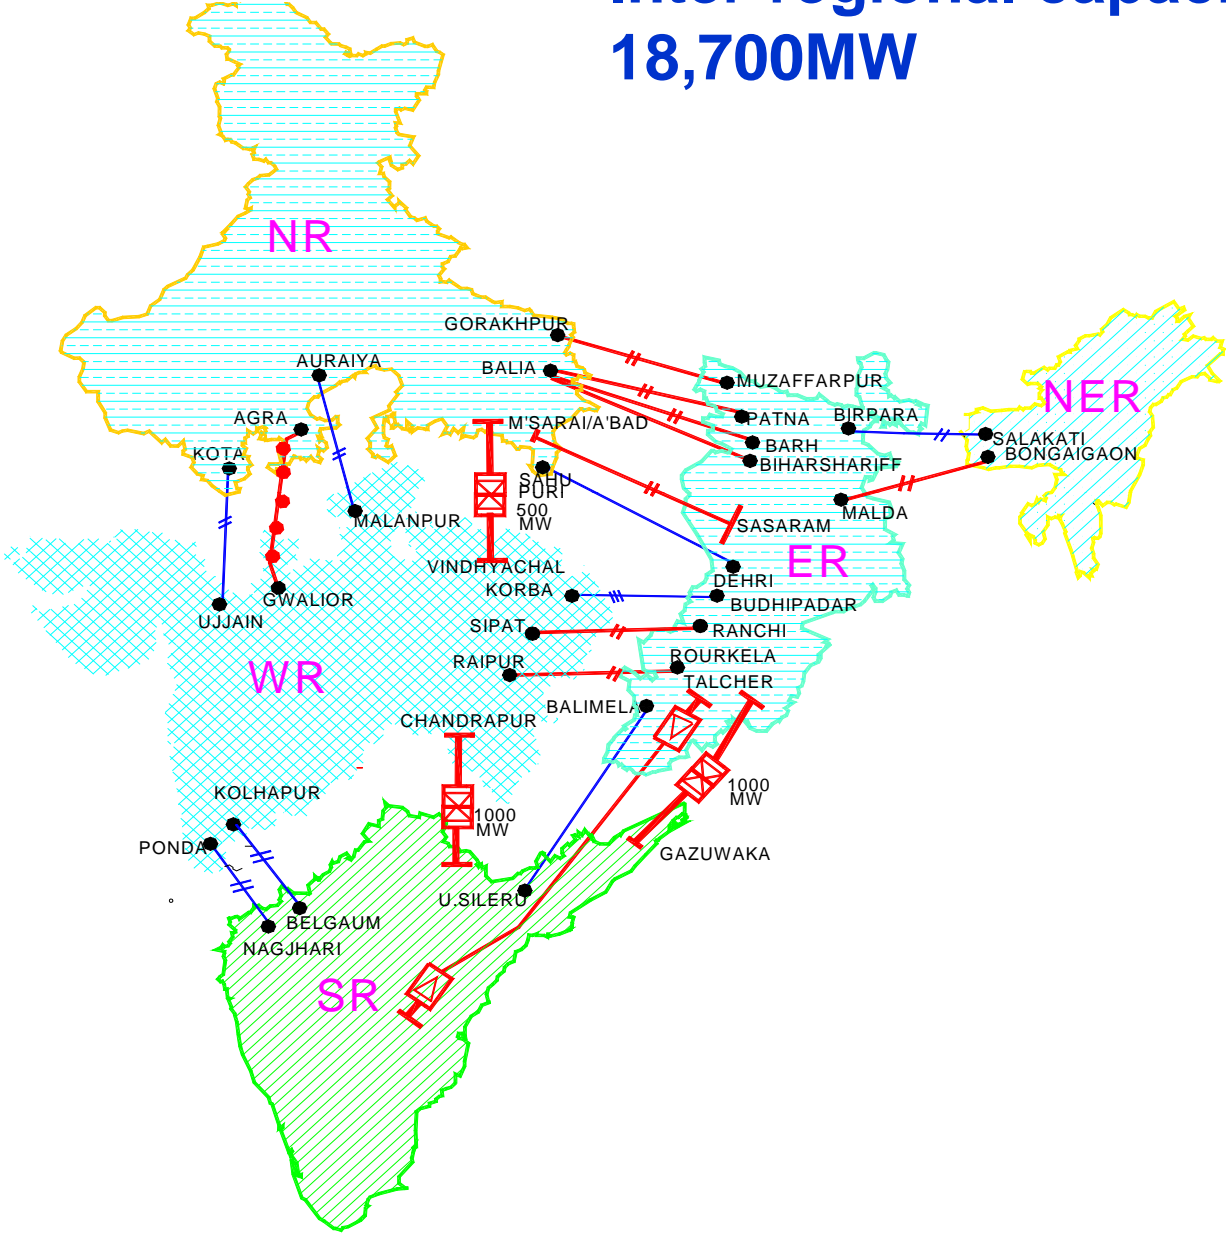 18,700MW
NR
GORAKHPUR
AURAIYA
BALIA
MUZAFFARPUR
NER
AGRA
M'SARAI/A'BAD
PATNA
BIRPARA
KOTA
BARH
SALAKATI
BIHARSHARIFF
BONGAIGAON
SAHU
PURI
500
MW
MALANPUR
MALDA
SASARAM
VINDHYACHAL
ER
KORBA
DEHRI
GWALIOR
BUDHIPADAR
UJJAIN
SIPAT
RANCHI
RAIPUR
ROURKELA
WR
TALCHER
BALIMELA
CHANDRAPUR
KOLHAPUR
1000
MW
1000
MW
PONDA
GAZUWAKA
U.SILERU
BELGAUM
NAGJHARI
SR